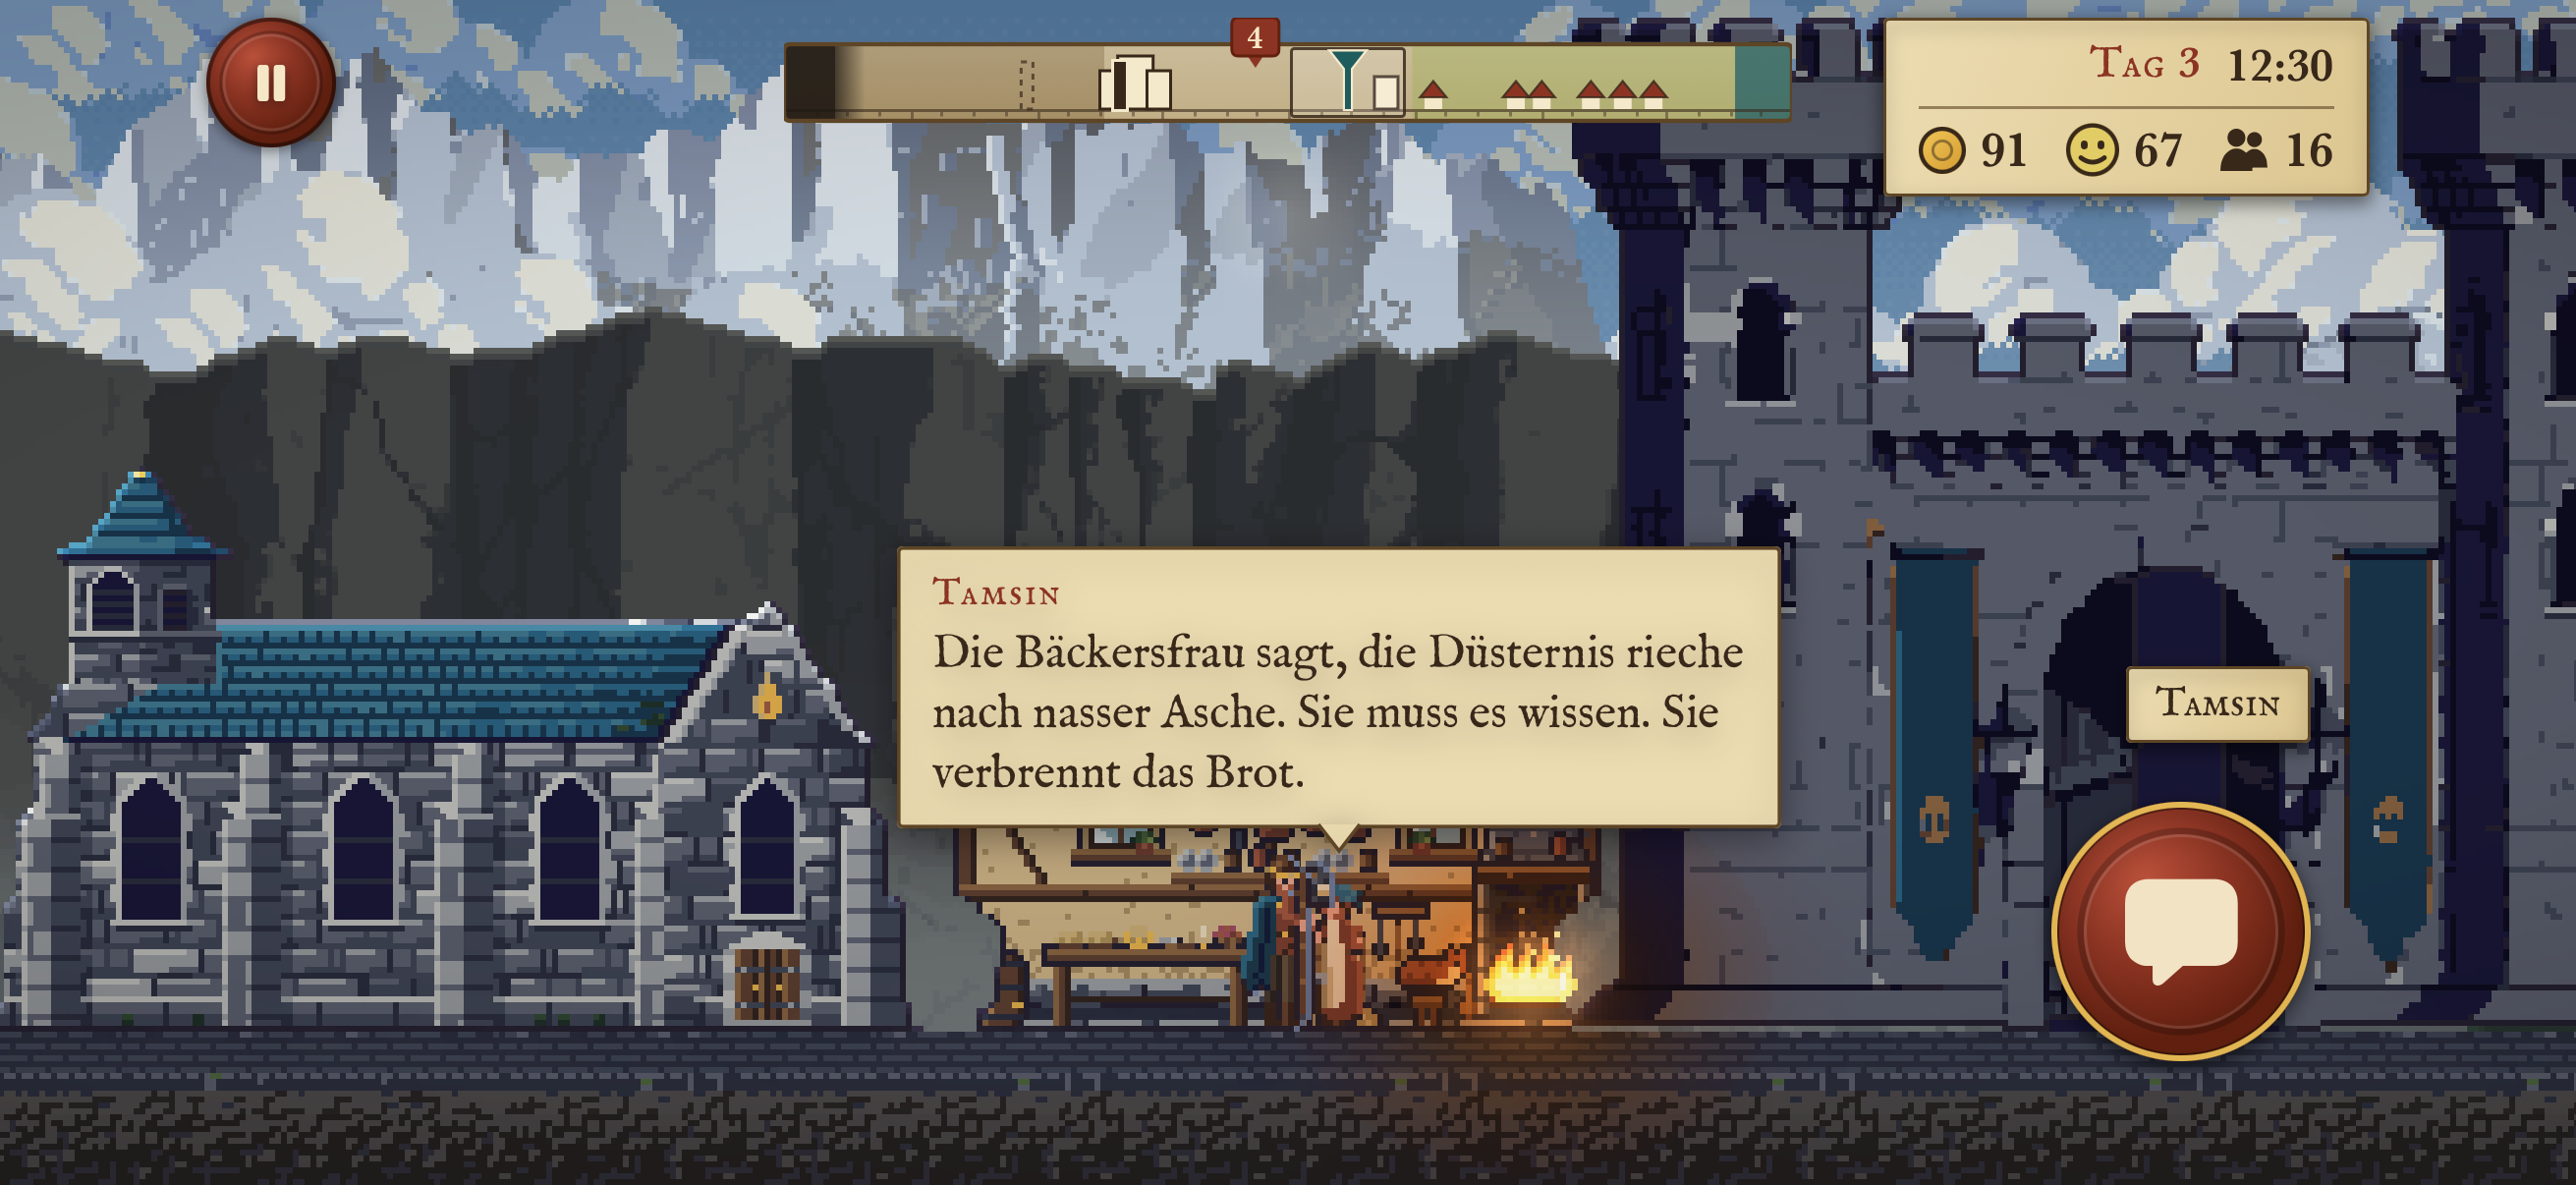 4
Tag 3 12:30
91 67 16
Tamsin
Die Bäckersfrau sagt, die Düsternis rieche
nach nasser Asche. Sie muss es wissen. Sie
verbrennt das Brot.
Tamsin